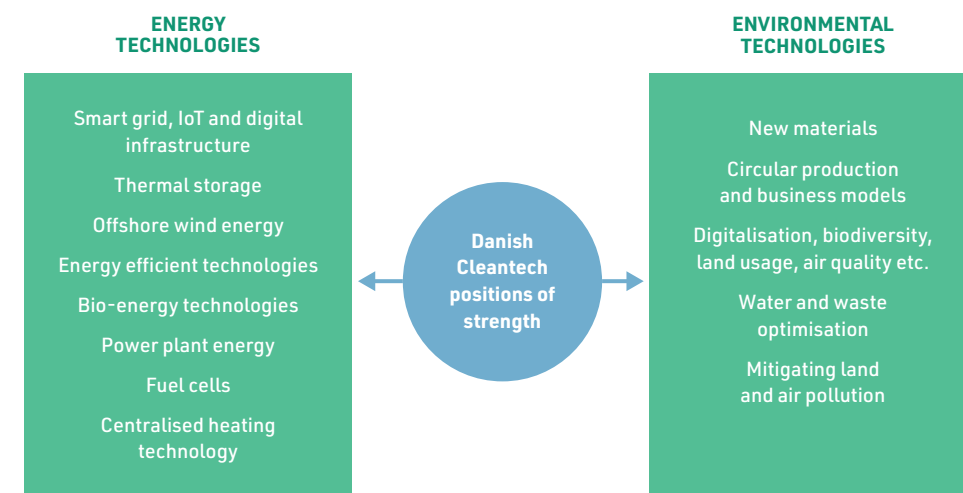 ENERGY
TECHNOLOGIES
Smart grid, IoT and digital
infrastructure
Thermal storage
Offshore wind energy
Energy efficient technologies
Bio-energy technologies
Power plant energy
Fuel cells
Centralised heating
technology
Danish
Cleantech
positions of
strength
ENVIRONMENTAL
TECHNOLOGIES
New materials
Circular production
and business models
Digitalisation, biodiversity,
land usage, air quality etc.
Water and waste
optimisation
Mitigating land
and air pollution